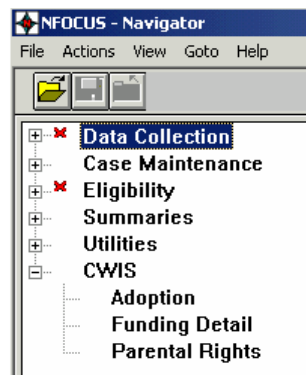 NFOCUS - Navigator
File Actions View Goto Help
Data Collection
Case Maintenance
Eligibility
Summaries
Utilities
CWIS
Adoption
Funding Detail
Parental Rights